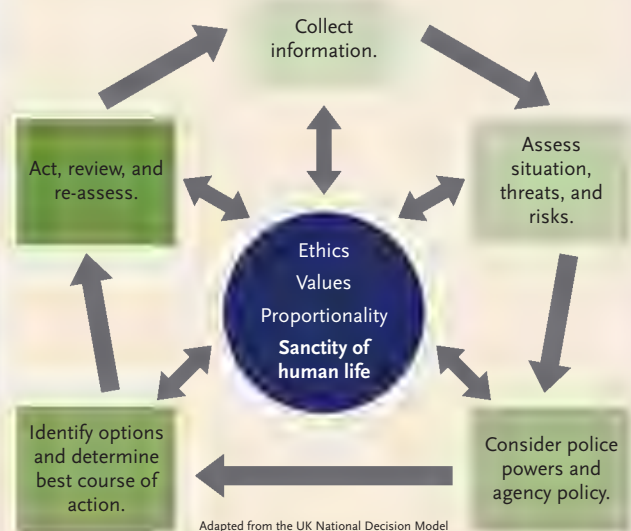 Collect
information.
Assess
situation,
threats, and
risks.
Consider police
powers and
agency policy.
Identify options
and determine
best course of
action.
Act, review, and
re-assess.
Ethics
Values
Proportionality
Sanctity of
human life
Adapted from the UK National Decision Model